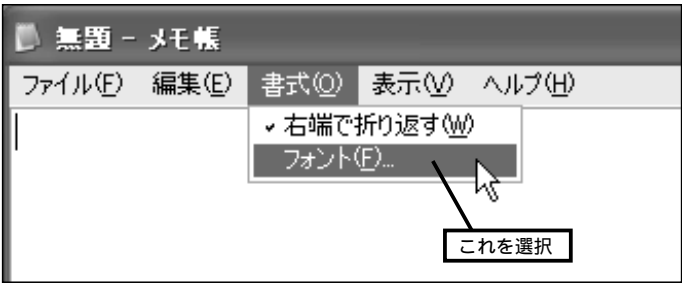 無題 - メモ帳
ファイル(F) 編集(E) 書式(O) 表示(V) ヘルプ(H)
✓ 右端で折り返す(W)
フォント(F)...
これを選択